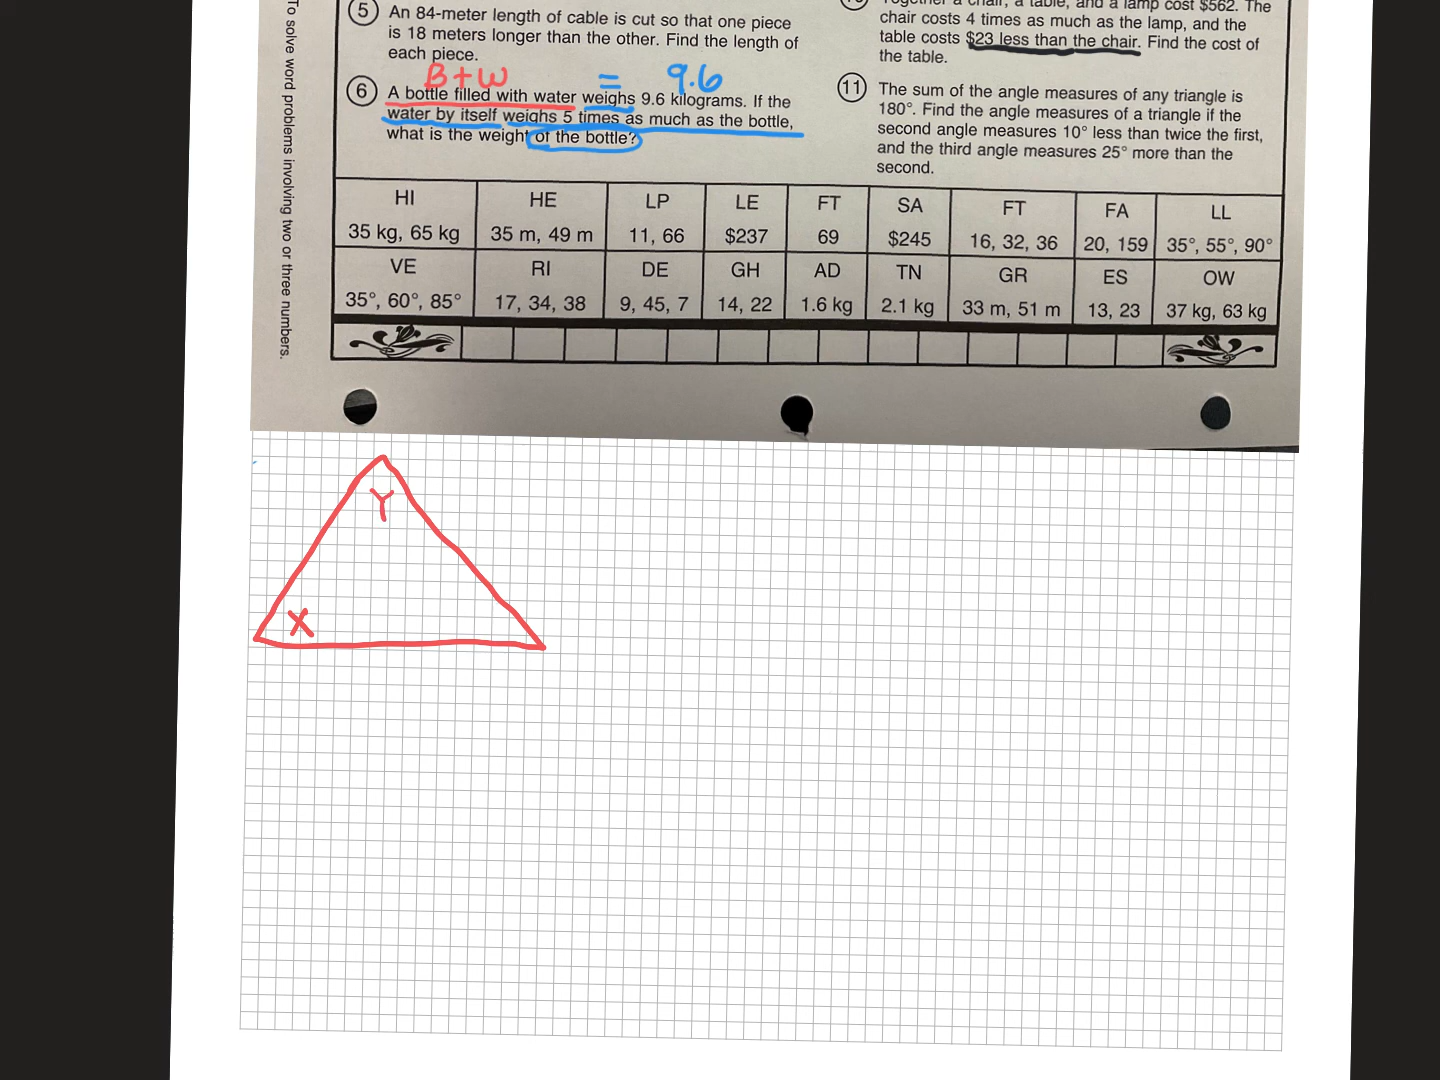 To solve word problems involving two or three numbers.
5 An 84-meter length of cable is cut so that one piece
is 18 meters longer than the other. Find the length of
each piece.
B+W = 9.6
6 A bottle filled with water weighs 9.6 kilograms. If the
water by itself weighs 5 times as much as the bottle,
what is the weight of the bottle?
Together a chair, a table, and a lamp cost $562. The
chair costs 4 times as much as the lamp, and the
table costs $23 less than the chair. Find the cost of
the table.
11 The sum of the angle measures of any triangle is
180°. Find the angle measures of a triangle if the
second angle measures 10° less than twice the first,
and the third angle measures 25° more than the
second.
HI HE LP LE FT SA FT FA LL
35 kg, 65 kg 35 m, 49 m 11, 66 $237 69 $245 16, 32, 36 20, 159 35°, 55°, 90°
VE RI DE GH AD TN GR ES OW
35°, 60°, 85° 17, 34, 38 9, 45, 7 14, 22 1.6 kg 2.1 kg 33 m, 51 m 13, 23 37 kg, 63 kg
Y
X